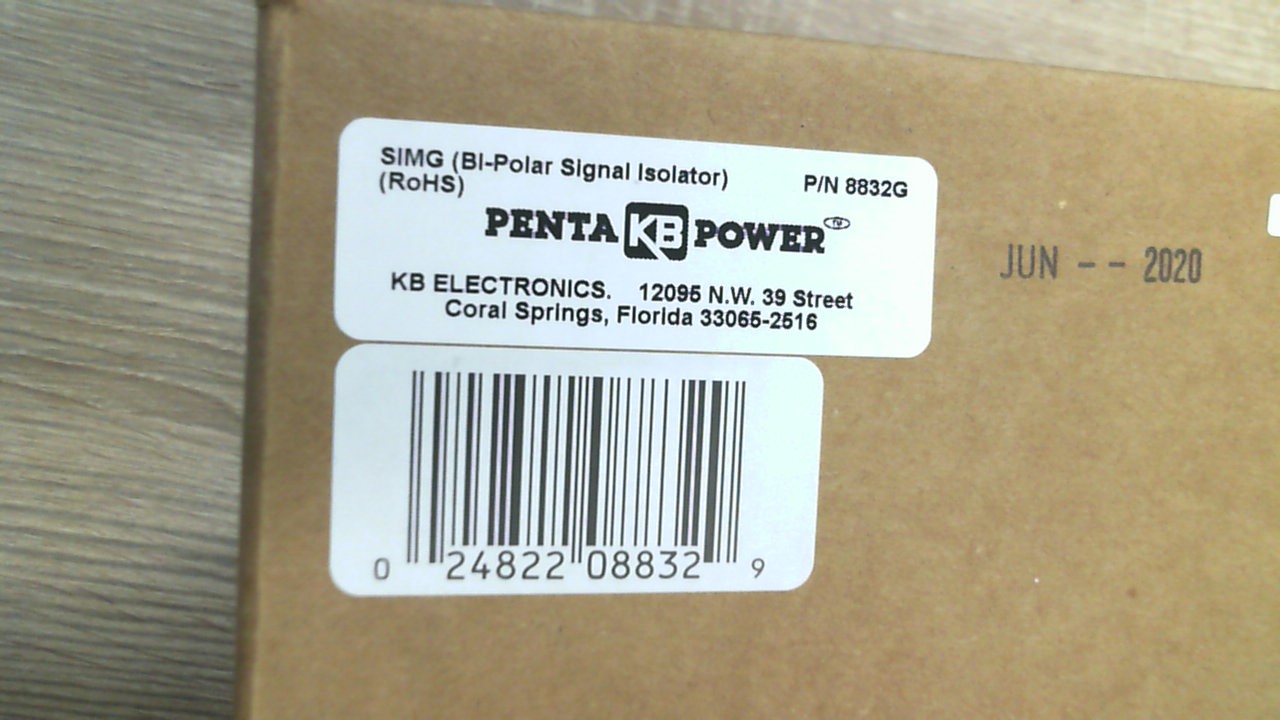 SIMG (BI-Polar Signal Isolator) P/N 8832G
(RoHS)
PENTA KB POWER
KB ELECTRONICS. 12095 N.W. 39 Street
Coral Springs, Florida 33065-2516
JUN -- 2020
0 24822 08832 9